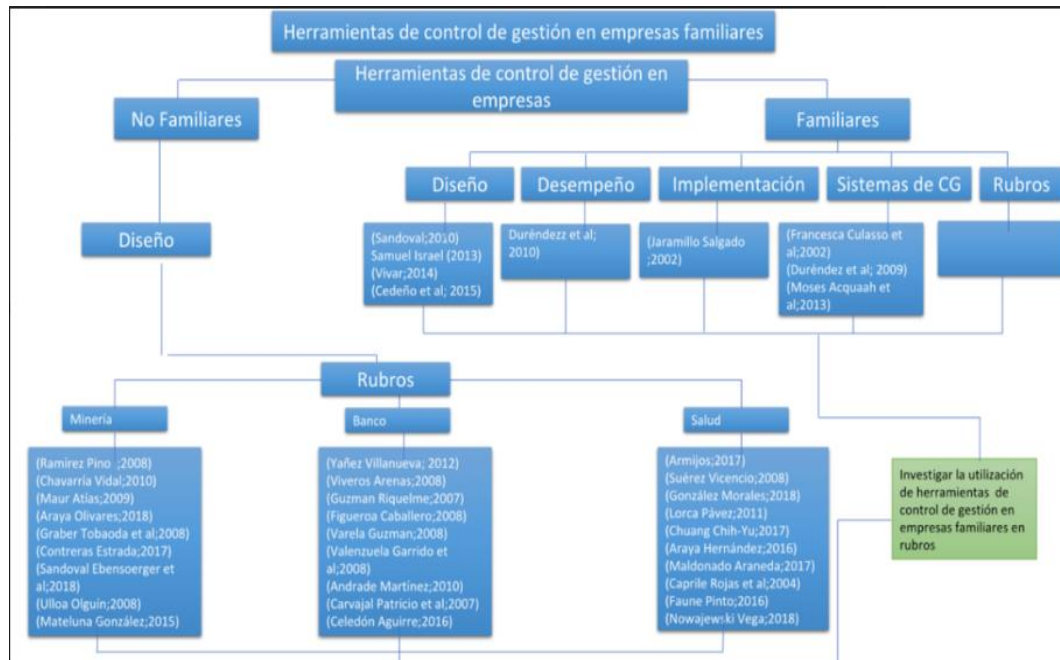 Herramientas de control de gestión en empresas familiares
Herramientas de control de gestión en
empresas
No Familiares
Familiares
Diseño
Desempeño
Implementación
Sistemas de CG
Rubros
Diseño
(Sandoval;2010)
Samuel Israel (2013)
(Vivar;2014)
(Cedeño et al; 2015)
Duréndezz et al;
2010)
(Jaramillo Salgado
;2002)
(Francesca Culasso et
al;2002)
(Duréndez et al; 2009)
(Moses Acquaah et
al;2013)
Rubros
Minería
Banco
Salud
(Ramirez Pino ;2008)
(Chavarría Vidal;2010)
(Maur Atías;2009)
(Araya Olivares;2018)
(Graber Tobaoda et al;2008)
(Contreras Estrada;2017)
(Sandoval Ebensoerger et
al;2018)
(Ulloa Olguín;2008)
(Mateluna González;2015)
(Yañez Villanueva; 2012)
(Viveros Arenas;2008)
(Guzman Riquelme;2007)
(Figueroa Caballero;2008)
(Varela Guzman;2008)
(Valenzuela Garrido et
al;2008)
(Andrade Martínez;2010)
(Carvajal Patricio et al;2007)
(Celedón Aguirre;2016)
(Armijos;2017)
(Suérez Vicencio;2008)
(González Morales;2018)
(Lorca Pávez;2011)
(Chuang Chih-Yu;2017)
(Araya Hernández;2016)
(Maldonado Araneda;2017)
(Caprile Rojas et al;2004)
(Faune Pinto;2016)
(Nowajewski Vega;2018)
Investigar la utilización
de herramientas de
control de gestión en
empresas familiares en
rubros